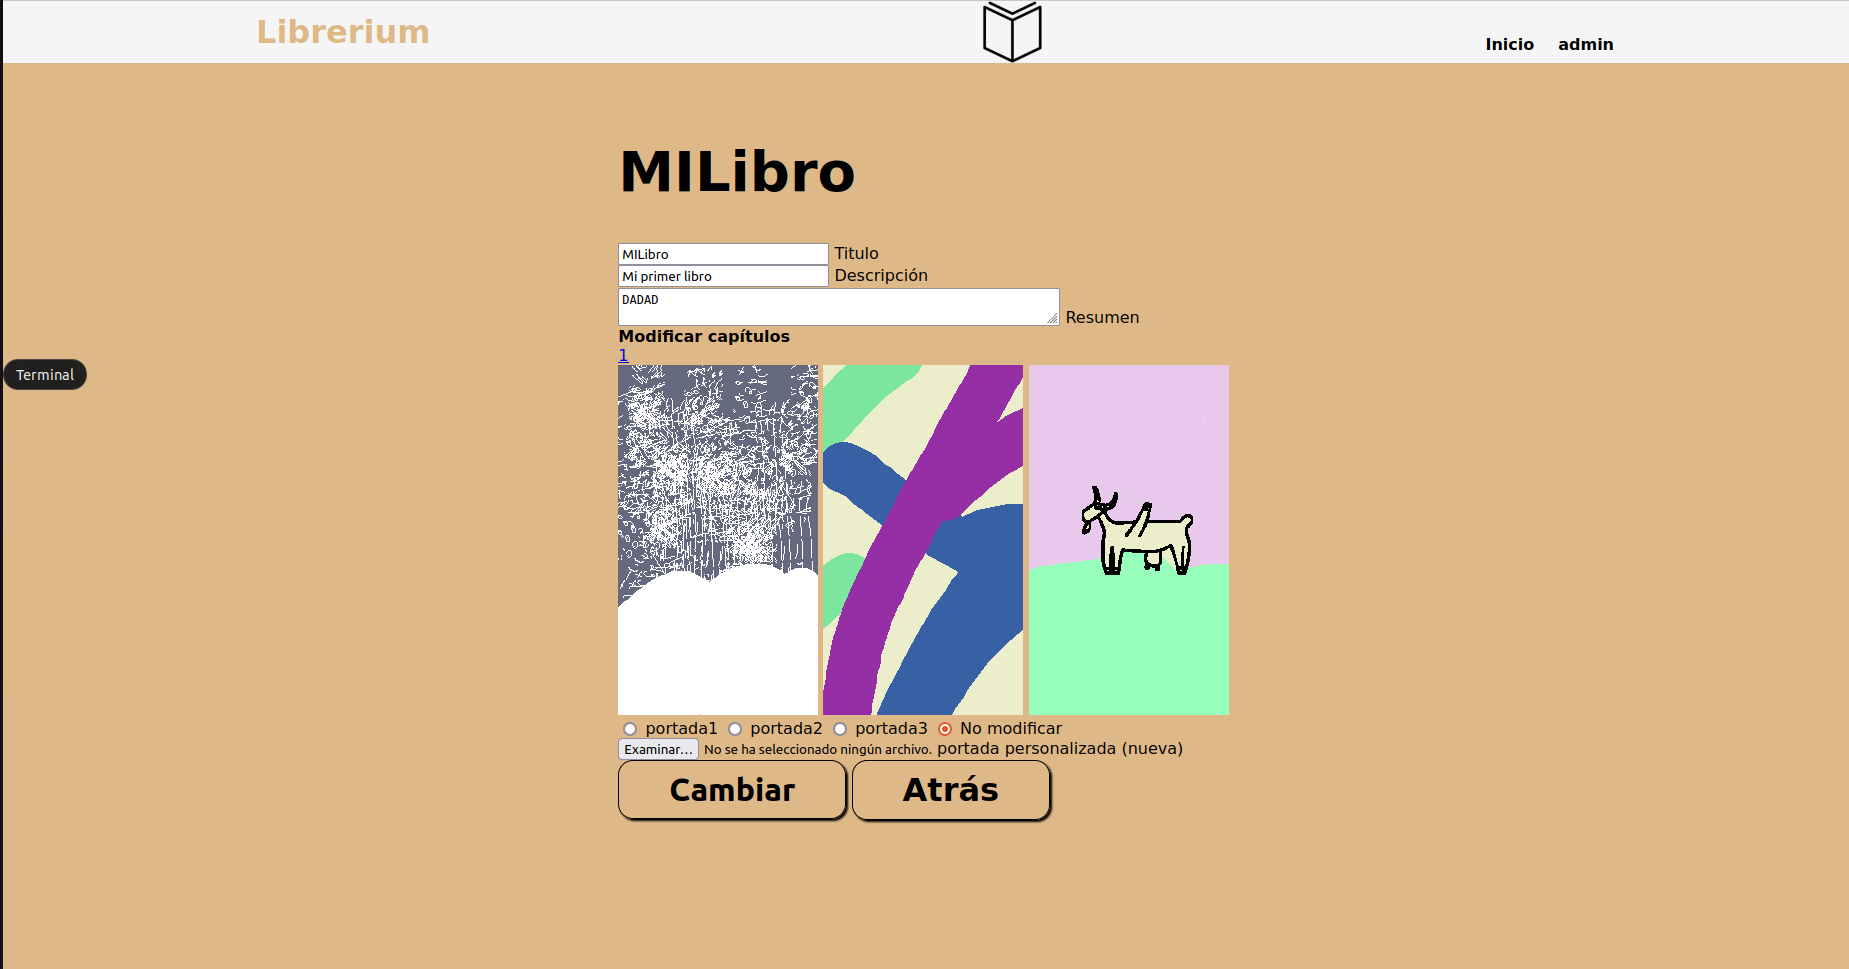 Librerium
Inicio admin
MILibro
MILibro Titulo
Mi primer libro Descripción
DADAD Resumen
Modificar capítulos
1
Terminal
portada1 portada2 portada3 No modificar
Examinar... No se ha seleccionado ningún archivo. portada personalizada (nueva)
Cambiar Atrás